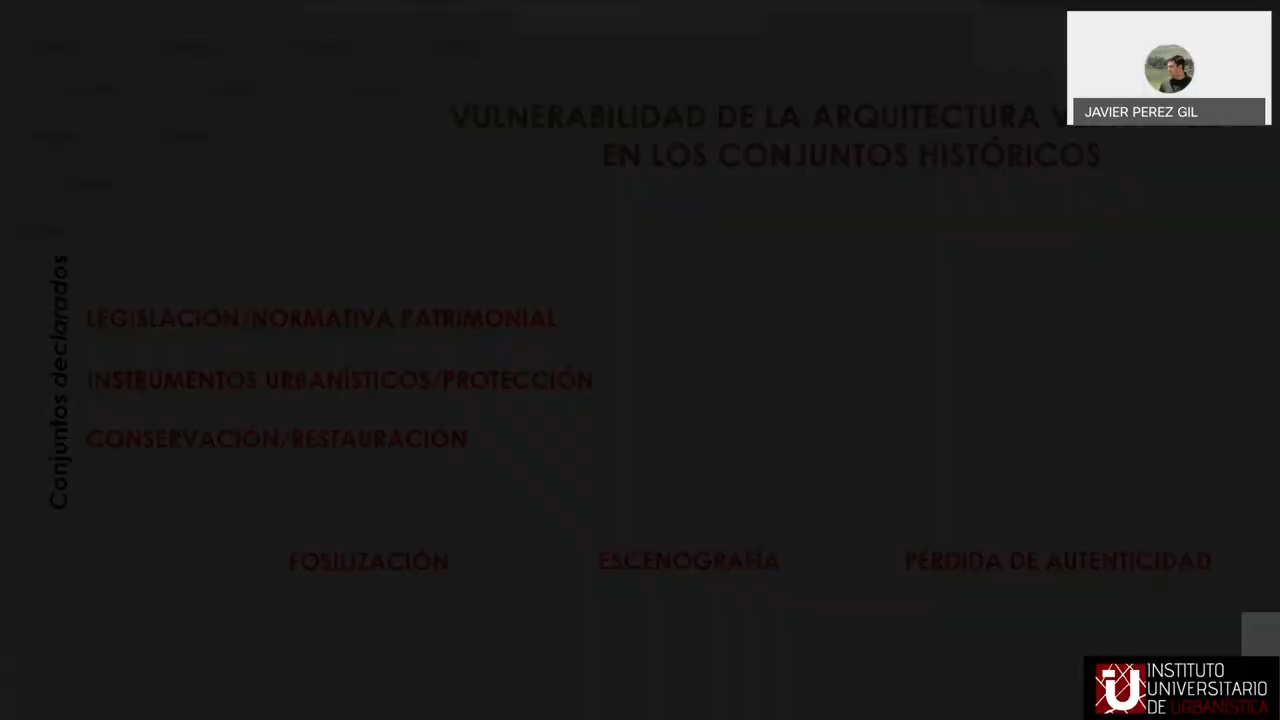 JAVIER PEREZ GIL
VULNERABILIDAD DE LA ARQUITECTURA
EN LOS CONJUNTOS HISTÓRICOS
Conjuntos declarados
LEGISLACIÓN/NORMATIVA PATRIMONIAL
INSTRUMENTOS URBANÍSTICOS/PROTECCIÓN
CONSERVACIÓN/RESTAURACIÓN
FOSILIZACIÓN
ESCENOGRAFÍA
PÉRDIDA DE AUTENTICIDAD
INSTITUTO
UNIVERSITARIO
DE URBANÍSTICA